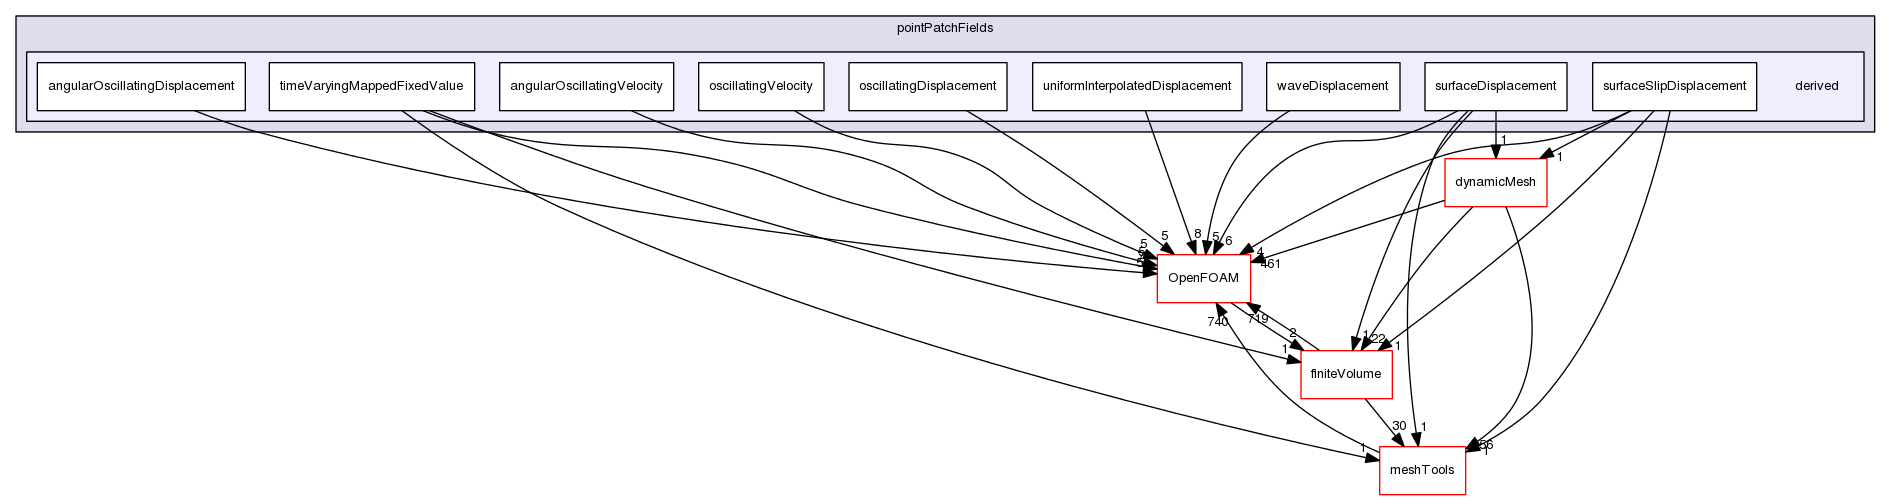 pointPatchFields
angularOscillatingDisplacement
timeVaryingMappedFixedValue
angularOscillatingVelocity
oscillatingVelocity
oscillatingDisplacement
uniformInterpolatedDisplacement
waveDisplacement
surfaceDisplacement
surfaceSlipDisplacement
derived
1
1
dynamicMesh
5
5
8
5
6
4
461
OpenFOAM
740
719
2
1
1
22
1
finiteVolume
30
1
1
1
meshTools